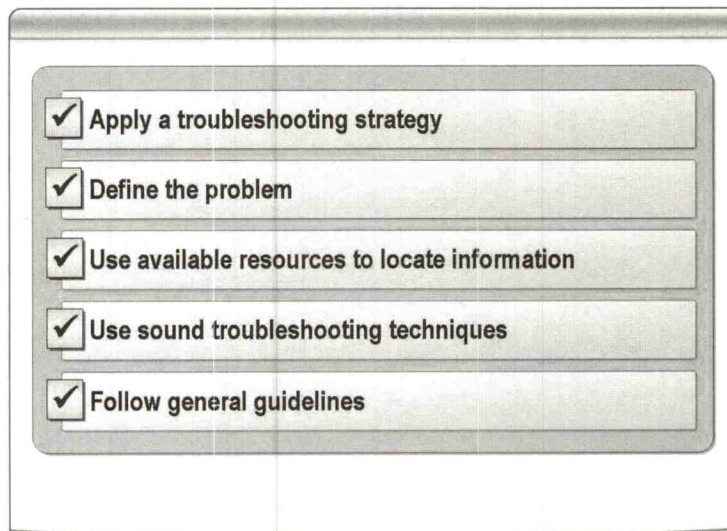 Apply a troubleshooting strategy
Define the problem
Use available resources to locate information
Use sound troubleshooting techniques
Follow general guidelines